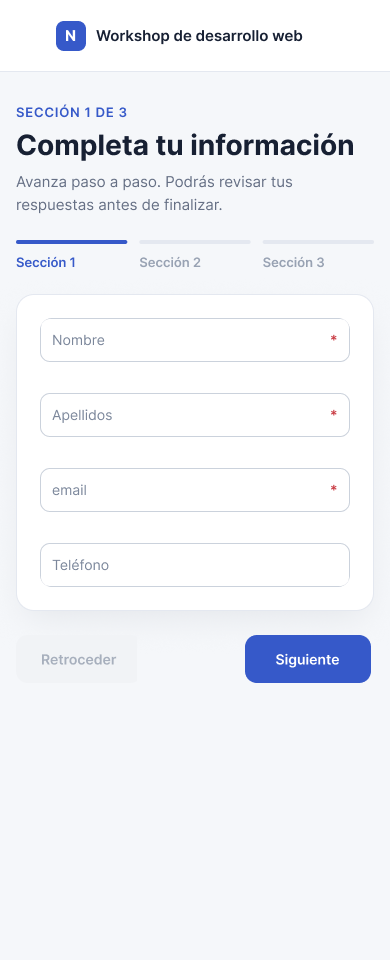 N Workshop de desarrollo web
SECCIÓN 1 DE 3
Completa tu información
Avanza paso a paso. Podrás revisar tus
respuestas antes de finalizar.
Sección 1 Sección 2 Sección 3
Nombre *
Apellidos *
email *
Teléfono
Retroceder Siguiente